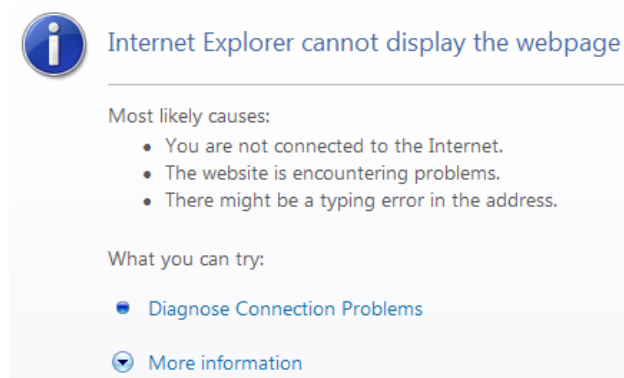 Internet Explorer cannot display the webpage
Most likely causes:
• You are not connected to the Internet.
• The website is encountering problems.
• There might be a typing error in the address.
What you can try:
Diagnose Connection Problems
More information